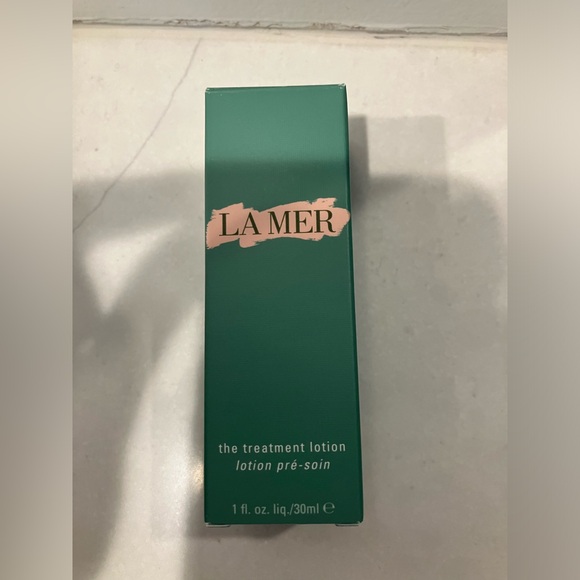 LA MER
the treatment lotion
lotion pré-soin
1 fl. oz. liq./30ml ℮